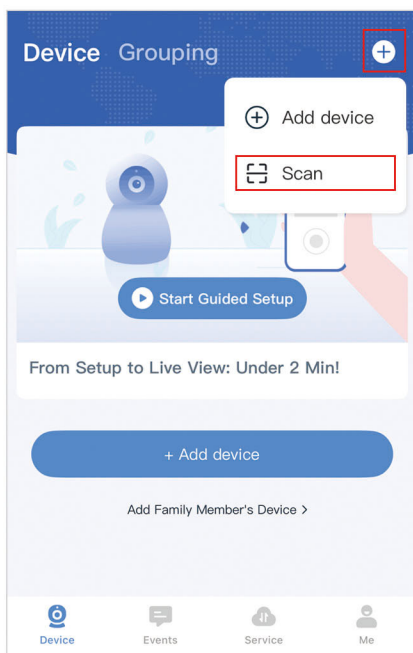 Device Grouping
Add device
Scan
Start Guided Setup
From Setup to Live View: Under 2 Min!
+ Add device
Add Family Member's Device >
Device Events Service Me